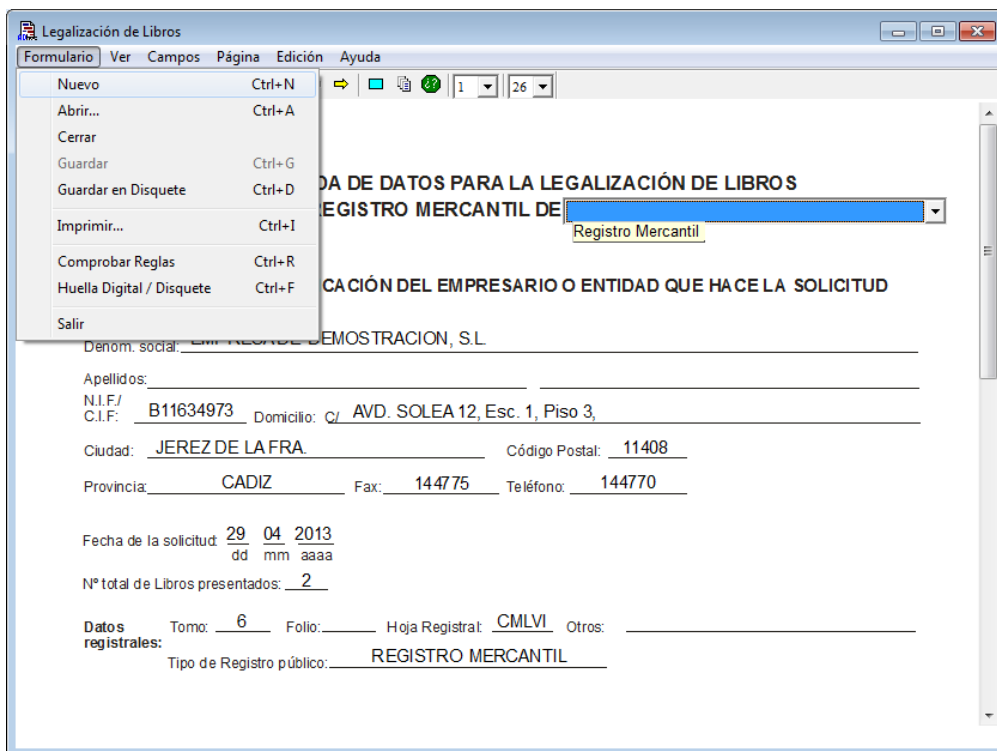 Legalización de Libros
Formulario Ver Campos Página Edición Ayuda
1 26
Nuevo Ctrl+N
Abrir... Ctrl+A
Cerrar
Guardar Ctrl+G
Guardar en Disquete Ctrl+D
Imprimir... Ctrl+I
Comprobar Reglas Ctrl+R
Huella Digital / Disquete Ctrl+F
Salir
DA DE DATOS PARA LA LEGALIZACIÓN DE LIBROS
REGISTRO MERCANTIL DE
Registro Mercantil
CACIÓN DEL EMPRESARIO O ENTIDAD QUE HACE LA SOLICITUD
Denom. social: EMPRESA DE DEMOSTRACION, S.L.
Apellidos:
N.I.F./
C.I.F: B11634973 Domicilio: C/ AVD. SOLEA 12, Esc. 1, Piso 3,
Ciudad: JEREZ DE LA FRA. Código Postal: 11408
Provincia: CADIZ Fax: 144775 Teléfono: 144770
Fecha de la solicitud: 29 04 2013
dd mm aaaa
Nº total de Libros presentados: 2
Datos registrales: Tomo: 6 Folio: Hoja Registral: CMLVI Otros:
Tipo de Registro público: REGISTRO MERCANTIL